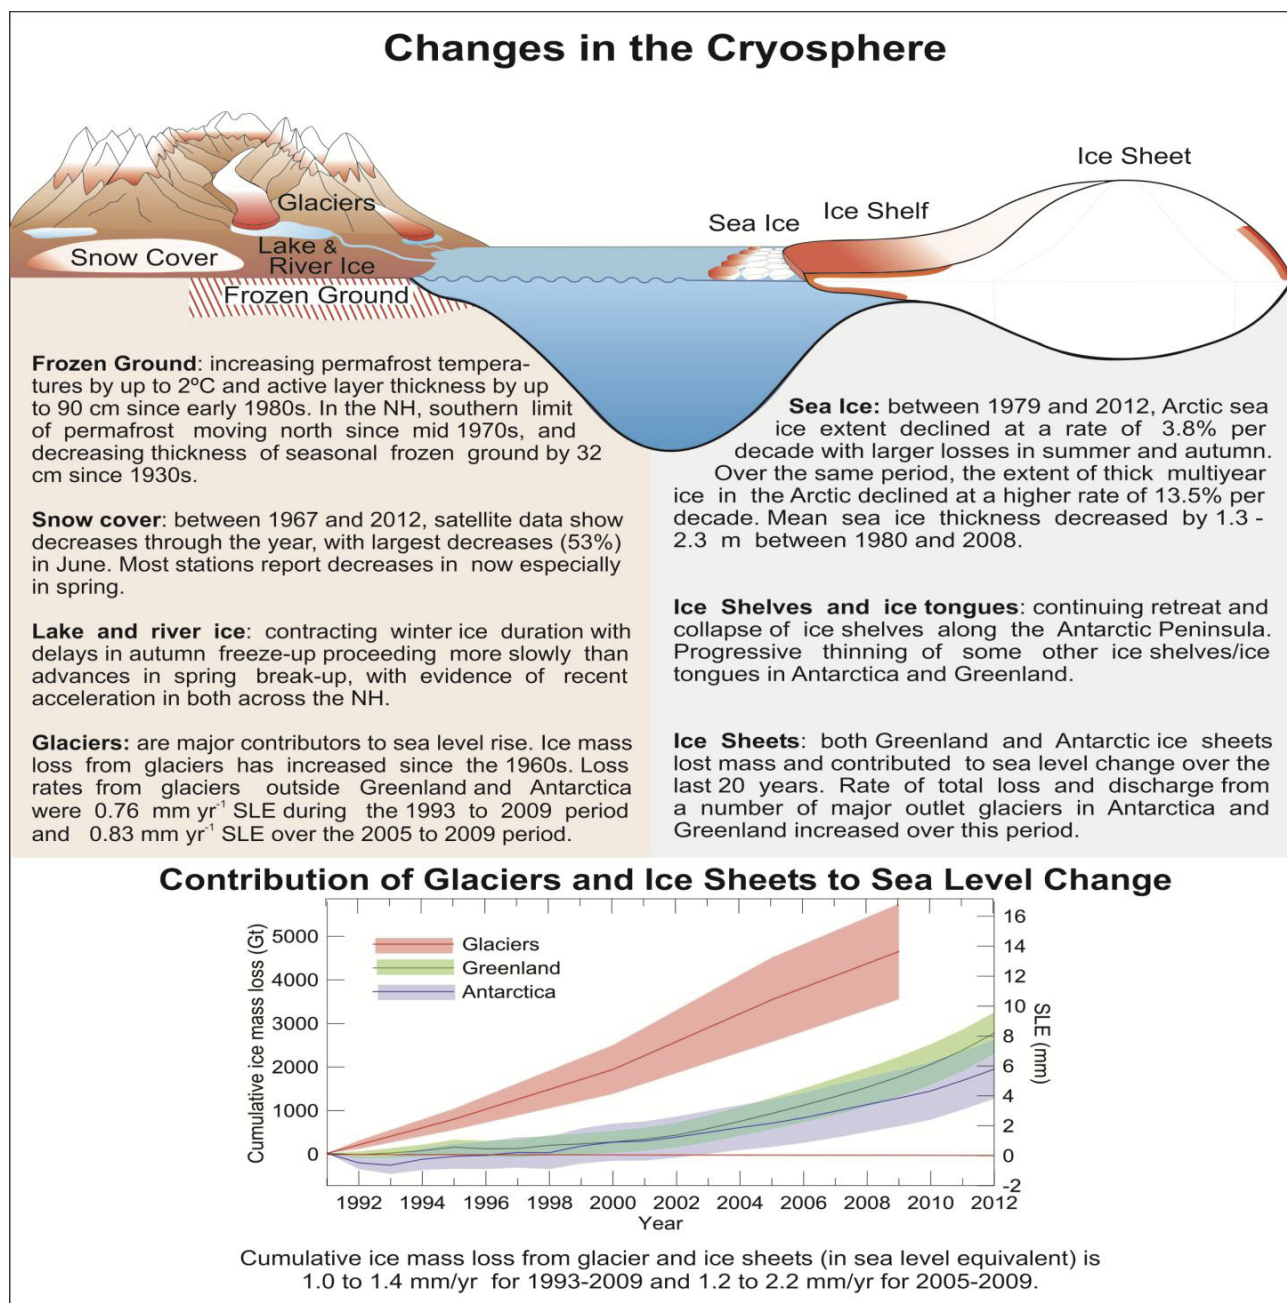 Changes in the Cryosphere
Ice Sheet
Glaciers
Ice Shelf
Sea Ice
Lake &
River Ice
Snow Cover
Frozen Ground
Frozen Ground: increasing permafrost tempera-
tures by up to 2ºC and active layer thickness by up
to 90 cm since early 1980s. In the NH, southern limit
of permafrost moving north since mid 1970s, and
decreasing thickness of seasonal frozen ground by 32
cm since 1930s.
Snow cover: between 1967 and 2012, satellite data show
decreases through the year, with largest decreases (53%)
in June. Most stations report decreases in now especially
in spring.
Lake and river ice: contracting winter ice duration with
delays in autumn freeze-up proceeding more slowly than
advances in spring break-up, with evidence of recent
acceleration in both across the NH.
Glaciers: are major contributors to sea level rise. Ice mass
loss from glaciers has increased since the 1960s. Loss
rates from glaciers outside Greenland and Antarctica
were 0.76 mm yr⁻¹ SLE during the 1993 to 2009 period
and 0.83 mm yr⁻¹ SLE over the 2005 to 2009 period.
Sea Ice: between 1979 and 2012, Arctic sea
ice extent declined at a rate of 3.8% per
decade with larger losses in summer and autumn.
Over the same period, the extent of thick multiyear
ice in the Arctic declined at a higher rate of 13.5% per
decade. Mean sea ice thickness decreased by 1.3 -
2.3 m between 1980 and 2008.
Ice Shelves and ice tongues: continuing retreat and
collapse of ice shelves along the Antarctic Peninsula.
Progressive thinning of some other ice shelves/ice
tongues in Antarctica and Greenland.
Ice Sheets: both Greenland and Antarctic ice sheets
lost mass and contributed to sea level change over the
last 20 years. Rate of total loss and discharge from
a number of major outlet glaciers in Antarctica and
Greenland increased over this period.
Contribution of Glaciers and Ice Sheets to Sea Level Change
Cumulative ice mass loss (Gt)
5000
4000
3000
2000
1000
0
Glaciers
Greenland
Antarctica
16
14
12
10
8
6
4
2
0
-2
SLE (mm)
1992 1994 1996 1998 2000 2002 2004 2006 2008 2010 2012
Year
Cumulative ice mass loss from glacier and ice sheets (in sea level equivalent) is
1.0 to 1.4 mm/yr for 1993-2009 and 1.2 to 2.2 mm/yr for 2005-2009.